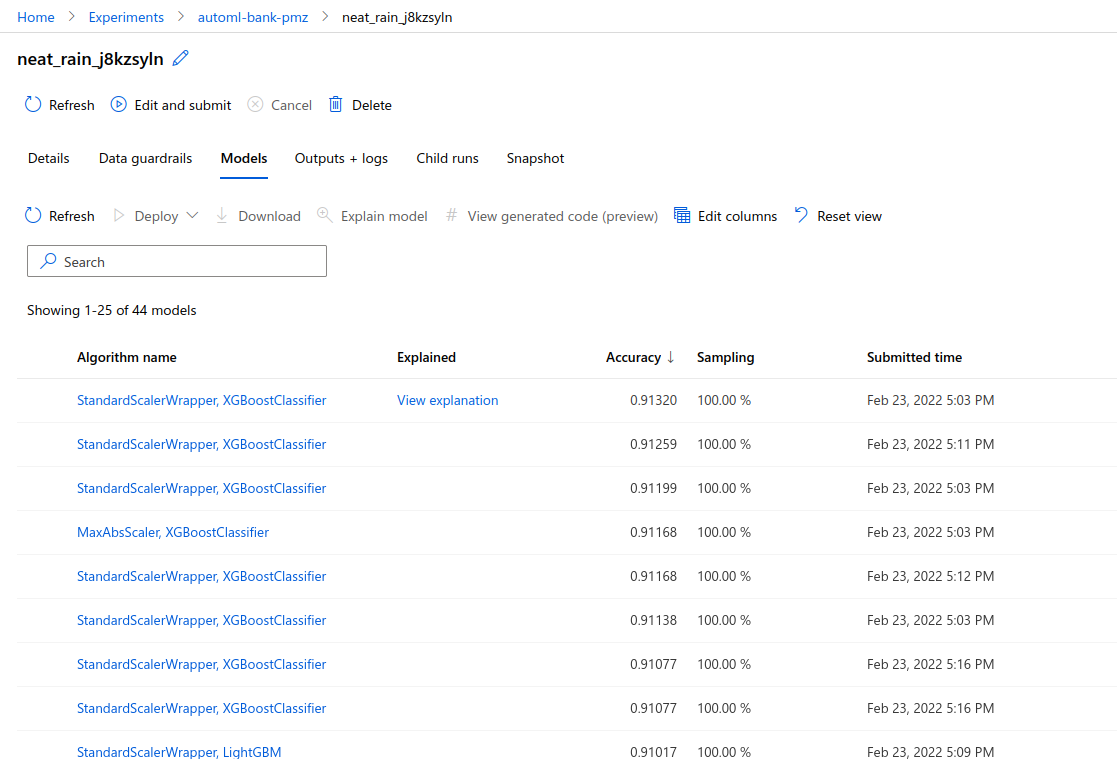 Home > Experiments > automl-bank-pmz > neat_rain_j8kzsyln
neat_rain_j8kzsyln
Refresh Edit and submit Cancel Delete
Details Data guardrails Models Outputs + logs Child runs Snapshot
Refresh Deploy Download Explain model # View generated code (preview) Edit columns Reset view
Search
Showing 1-25 of 44 models
Algorithm name Explained Accuracy ↓ Sampling Submitted time
StandardScalerWrapper, XGBoostClassifier View explanation 0.91320 100.00 % Feb 23, 2022 5:03 PM
StandardScalerWrapper, XGBoostClassifier 0.91259 100.00 % Feb 23, 2022 5:11 PM
StandardScalerWrapper, XGBoostClassifier 0.91199 100.00 % Feb 23, 2022 5:03 PM
MaxAbsScaler, XGBoostClassifier 0.91168 100.00 % Feb 23, 2022 5:03 PM
StandardScalerWrapper, XGBoostClassifier 0.91168 100.00 % Feb 23, 2022 5:12 PM
StandardScalerWrapper, XGBoostClassifier 0.91138 100.00 % Feb 23, 2022 5:03 PM
StandardScalerWrapper, XGBoostClassifier 0.91077 100.00 % Feb 23, 2022 5:16 PM
StandardScalerWrapper, XGBoostClassifier 0.91077 100.00 % Feb 23, 2022 5:16 PM
StandardScalerWrapper, LightGBM 0.91017 100.00 % Feb 23, 2022 5:09 PM